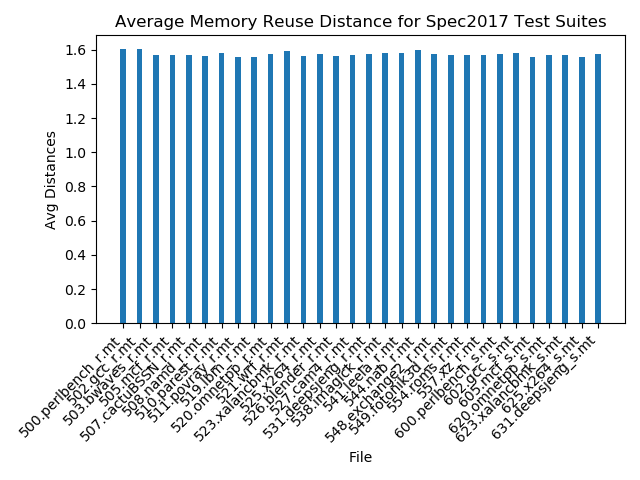 Average Memory Reuse Distance for Spec2017 Test Suites
1.6
1.4
1.2
1.0
0.8
0.6
0.4
0.2
0.0
Avg Distances
500.perlbench_r.mt
502.gcc_r.mt
503.bwaves_r.mt
505.mcf_r.mt
507.cactuBSSN_r.mt
508.namd_r.mt
510.parest_r.mt
511.povray_r.mt
519.lbm_r.mt
520.omnetpp_r.mt
521.wrf_r.mt
523.xalancbmk_r.mt
525.x264_r.mt
526.blender_r.mt
527.cam4_r.mt
531.deepsjeng_r.mt
538.imagick_r.mt
541.leela_r.mt
544.nab_r.mt
548.exchange2_r.mt
549.fotonik3d_r.mt
554.roms_r.mt
557.xz_r.mt
600.perlbench_s.mt
602.gcc_s.mt
605.mcf_s.mt
620.omnetpp_s.mt
623.xalancbmk_s.mt
625.x264_s.mt
631.deepsjeng_s.mt
File